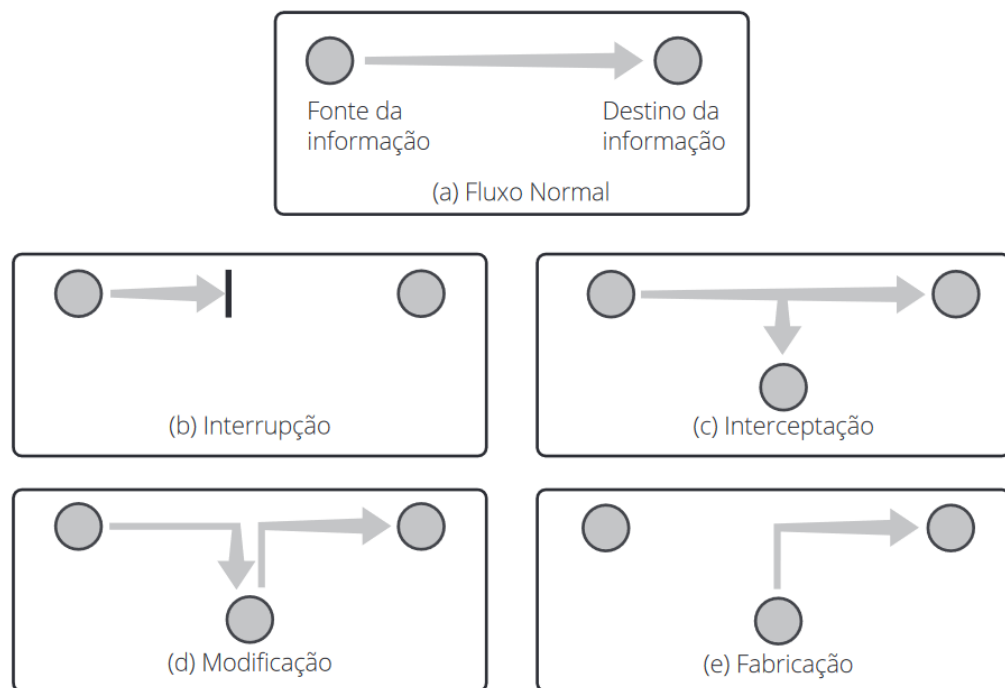 Fonte da
informação
Destino da
informação
(a) Fluxo Normal
(b) Interrupção
(c) Interceptação
(d) Modificação
(e) Fabricação